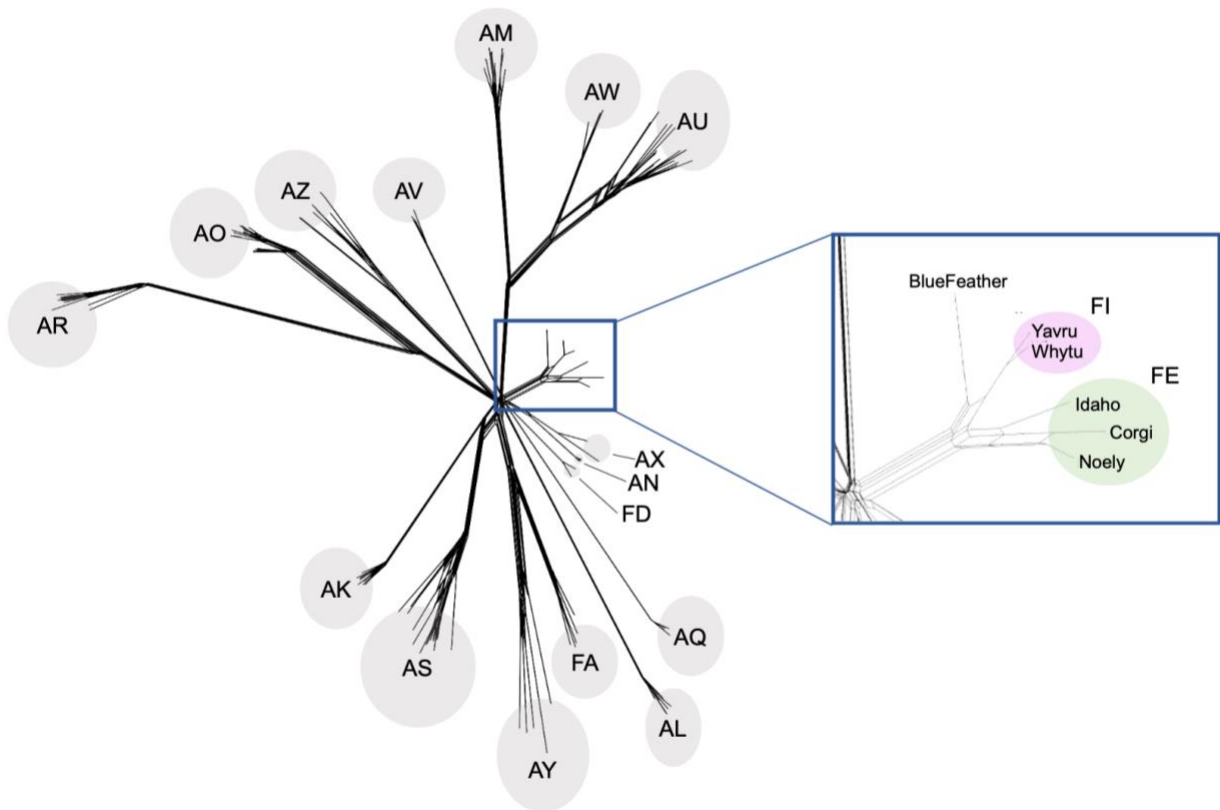 AM
AW
AU
AZ
AV
AO
AR
BlueFeather
FI
Yavru
Whytu
FE
Idaho
Corgi
Noely
AX
AN
FD
AK
AS
FA
AQ
AL
AY